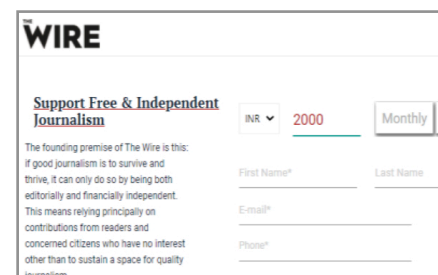 THE
WIRE
Support Free & Independent
Journalism
INR
2000
Monthly
The founding premise of The Wire is this:
if good journalism is to survive and
thrive, it can only do so by being both
editorially and financially independent.
This means relying principally on
contributions from readers and
concerned citizens who have no interest
other than to sustain a space for quality
journalism
First Name*
Last Name
E-mail*
Phone*